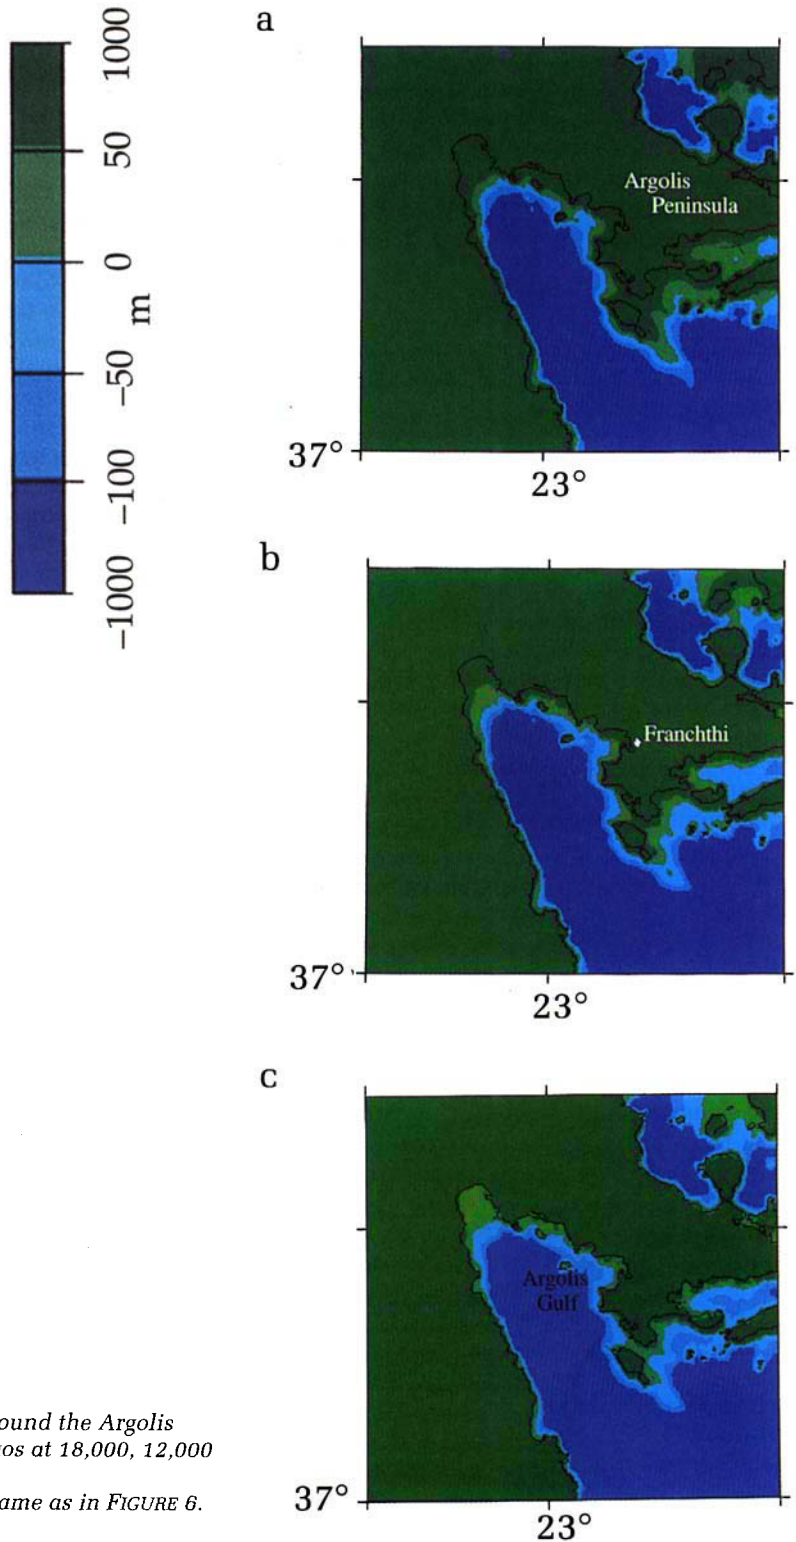 1000
50
0
m
-50
-100
-1000
a
Argolis
Peninsula
37°
23°
b
Franchthi
37°
23°
c
Argolis
Gulf
37°
23°
ound the Argolis
os at 18,000, 12,000
ame as in FIGURE 6.